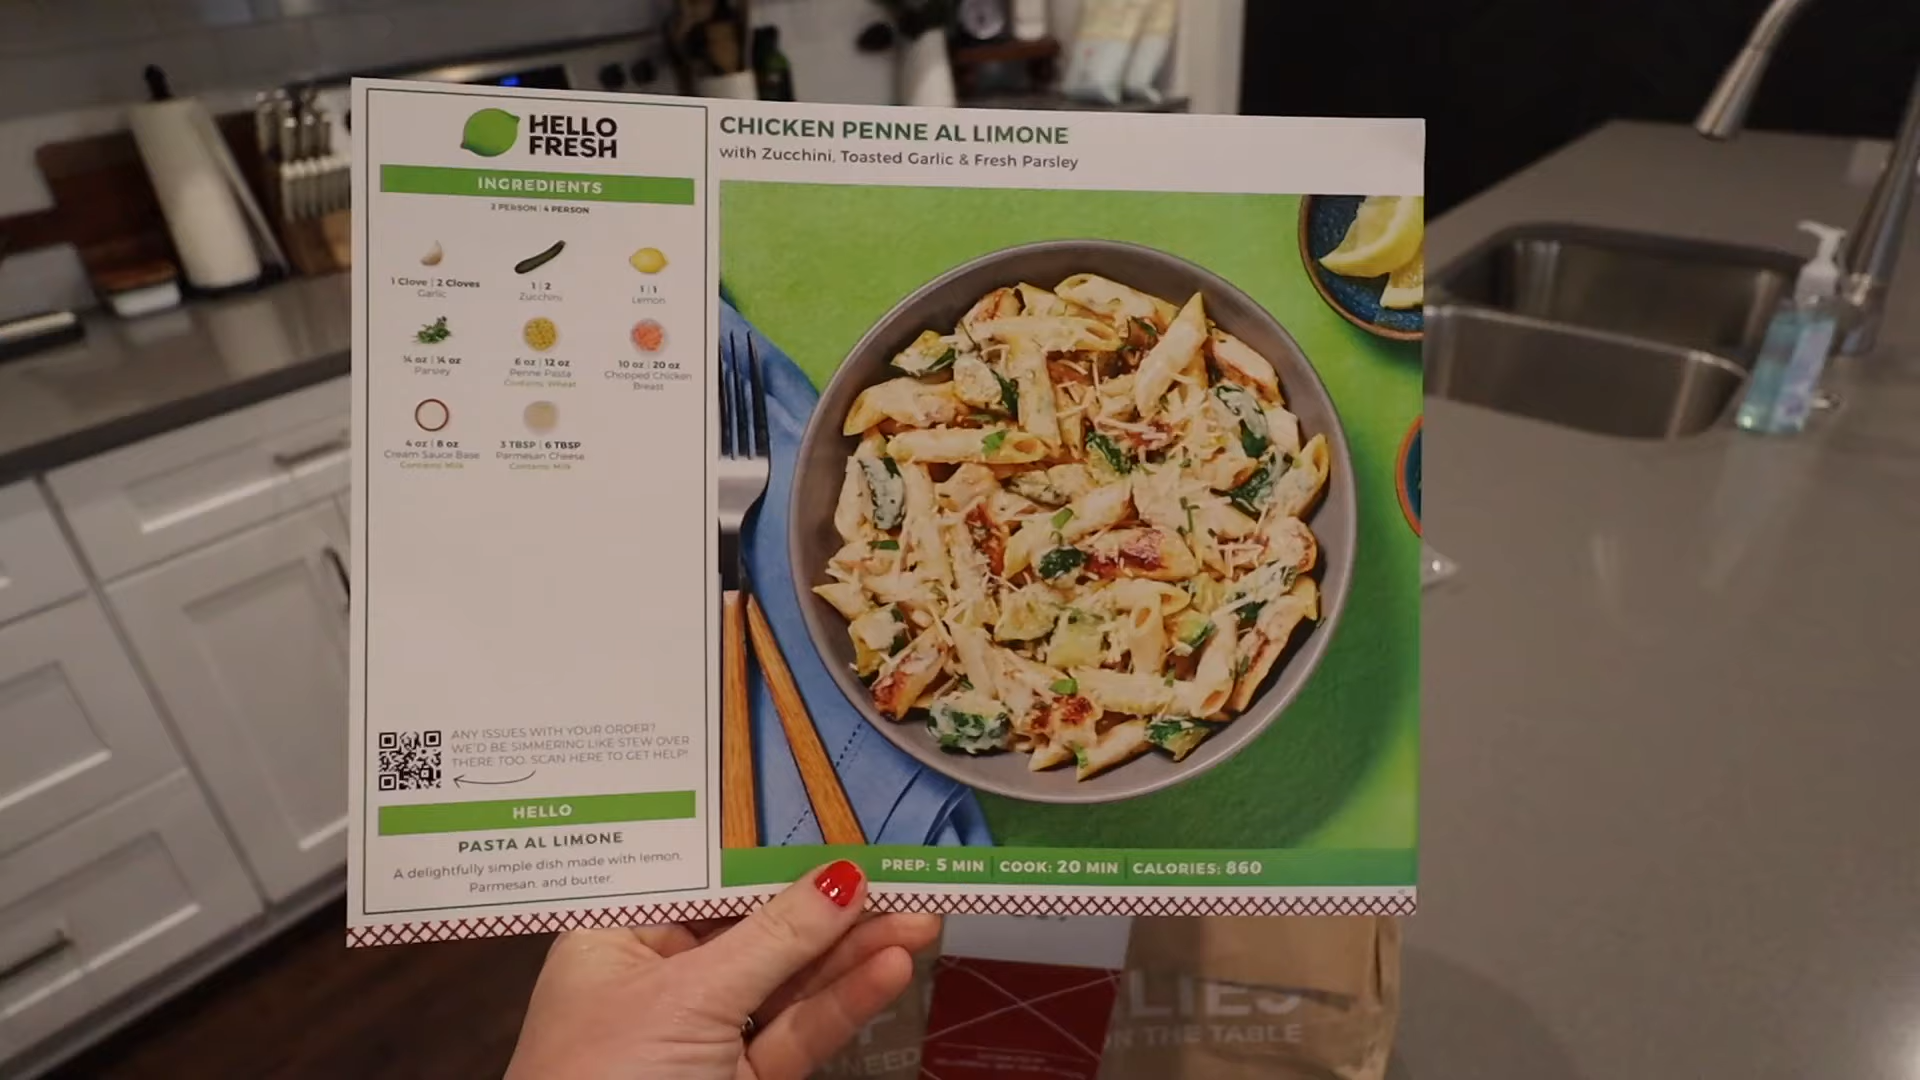 HELLO
FRESH
INGREDIENTS
2 PERSON | 4 PERSON
1 Clove | 2 Cloves
Garlic
1 | 2
Zucchini
1 | 1
Lemon
¼ oz | ¼ oz
Parsley
6 oz | 12 oz
Penne Pasta
Contains: Wheat
10 oz | 20 oz
Chopped Chicken
Breast
4 oz | 8 oz
Cream Sauce Base
Contains: Milk
3 TBSP | 6 TBSP
Parmesan Cheese
Contains: Milk
ANY ISSUES WITH YOUR ORDER?
WE'D BE SIMMERING LIKE STEW OVER
THERE TOO. SCAN HERE TO GET HELP!
HELLO
PASTA AL LIMONE
A delightfully simple dish made with lemon,
Parmesan, and butter.
CHICKEN PENNE AL LIMONE
with Zucchini, Toasted Garlic & Fresh Parsley
PREP: 5 MIN | COOK: 20 MIN | CALORIES: 860
LIES
ON THE TABLE
NEED